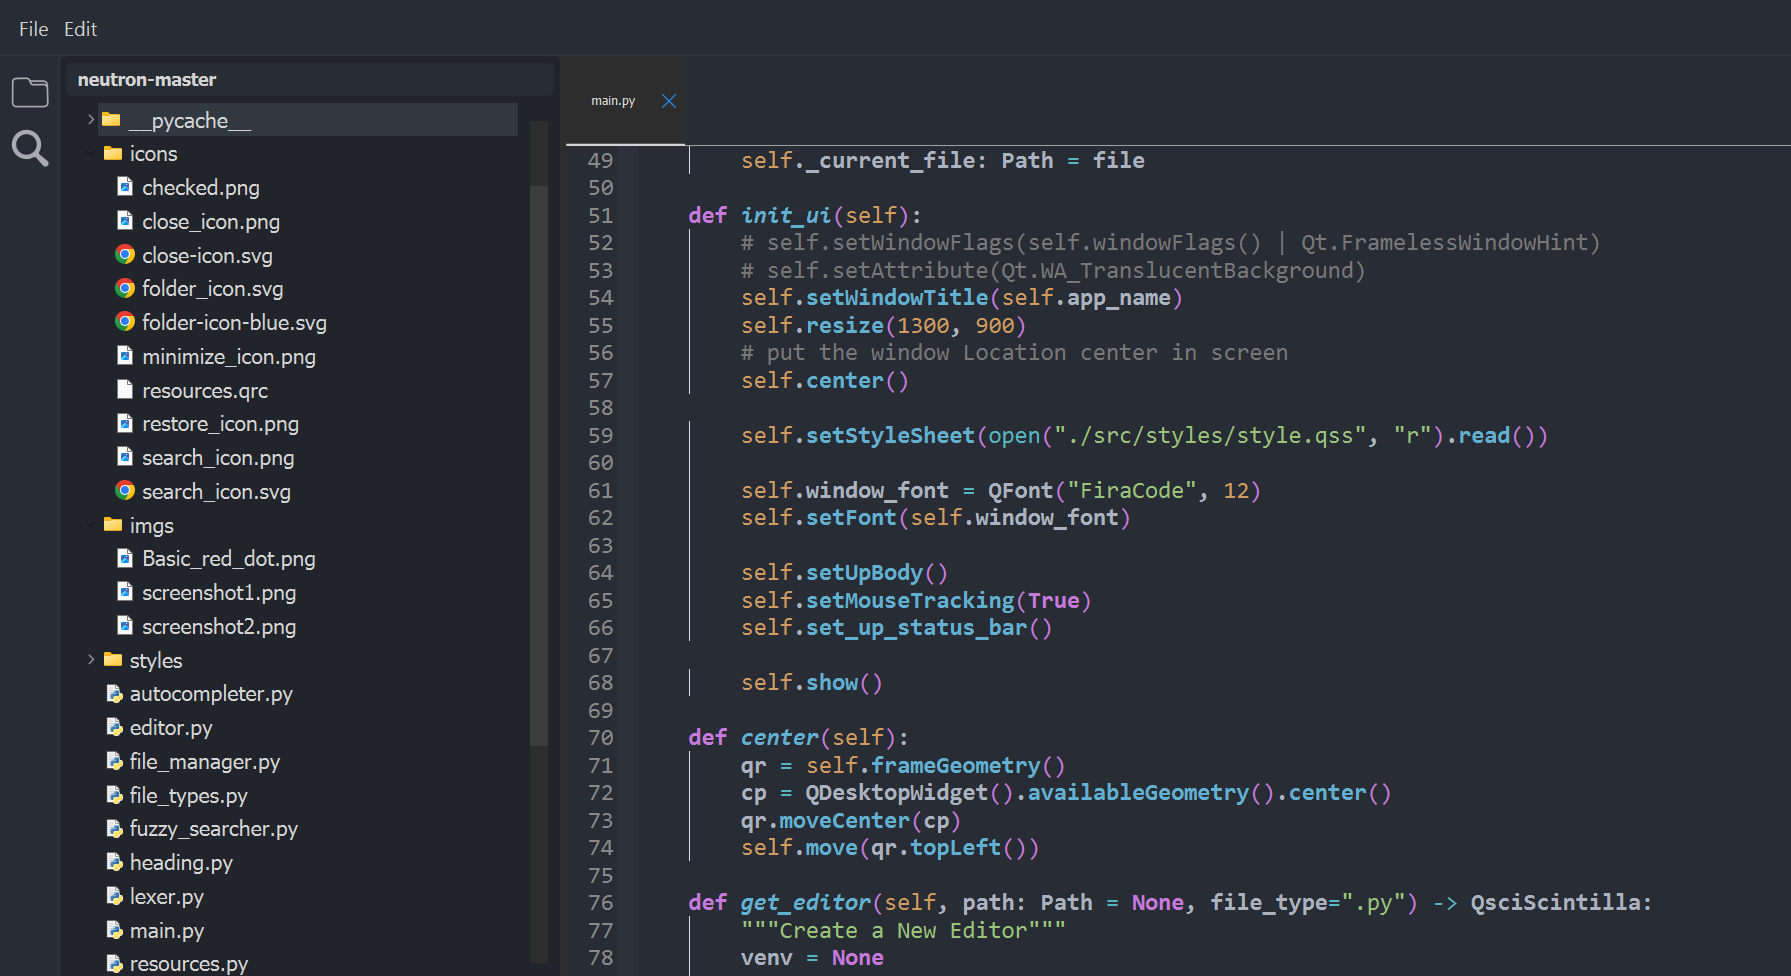 File Edit
neutron-master
__pycache__
icons
checked.png
close_icon.png
close-icon.svg
folder_icon.svg
folder-icon-blue.svg
minimize_icon.png
resources.qrc
restore_icon.png
search_icon.png
search_icon.svg
imgs
Basic_red_dot.png
screenshot1.png
screenshot2.png
styles
autocompleter.py
editor.py
file_manager.py
file_types.py
fuzzy_searcher.py
heading.py
lexer.py
main.py
resources.py
main.py
49         self._current_file: Path = file
50
51     def init_ui(self):
52         # self.setWindowFlags(self.windowFlags() | Qt.FramelessWindowHint)
53         # self.setAttribute(Qt.WA_TranslucentBackground)
54         self.setWindowTitle(self.app_name)
55         self.resize(1300, 900)
56         # put the window Location center in screen
57         self.center()
58
59         self.setStyleSheet(open("./src/styles/style.qss", "r").read())
60
61         self.window_font = QFont("FiraCode", 12)
62         self.setFont(self.window_font)
63
64         self.setUpBody()
65         self.setMouseTracking(True)
66         self.set_up_status_bar()
67
68         self.show()
69
70     def center(self):
71         qr = self.frameGeometry()
72         cp = QDesktopWidget().availableGeometry().center()
73         qr.moveCenter(cp)
74         self.move(qr.topLeft())
75
76     def get_editor(self, path: Path = None, file_type=".py") -> QsciScintilla:
77         """Create a New Editor"""
78         venv = None